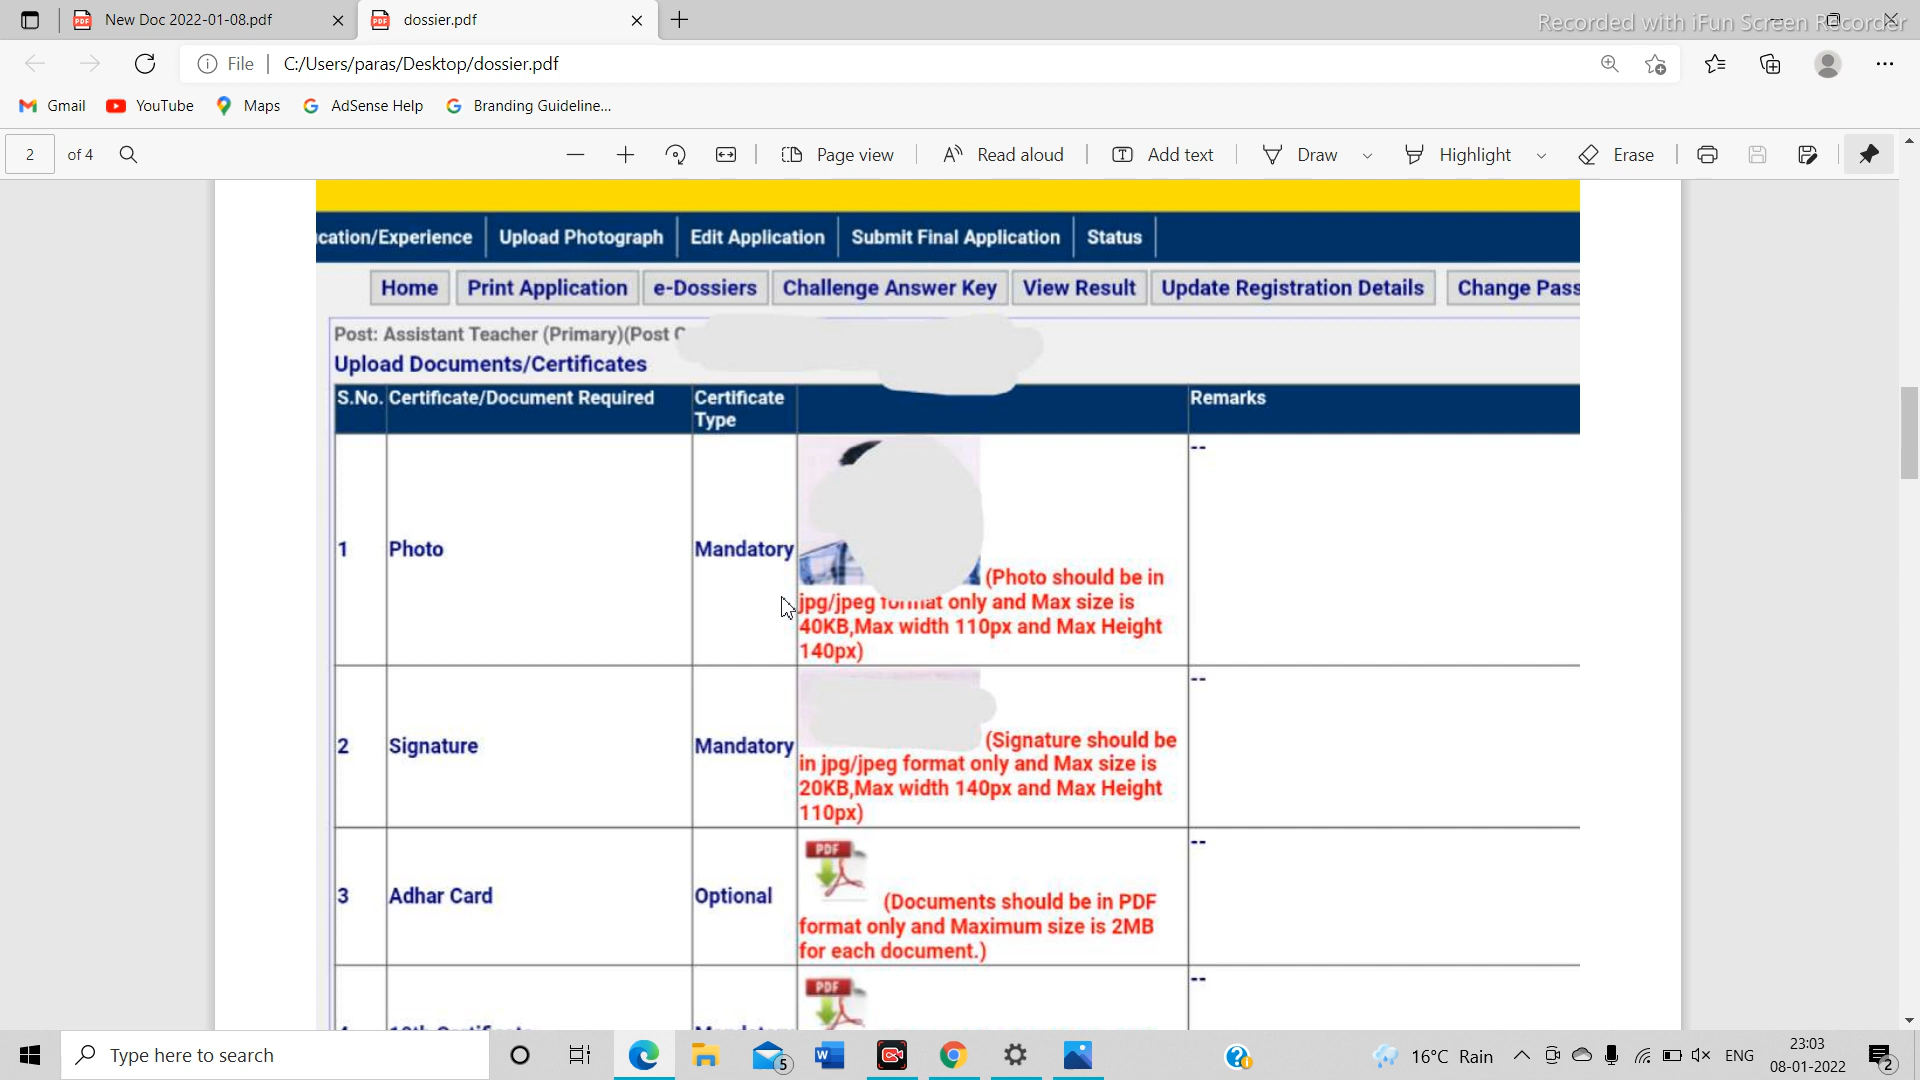 New Doc 2022-01-08.pdf
dossier.pdf
Recorded with iFun Screen Recorder
File
C:/Users/paras/Desktop/dossier.pdf
Gmail YouTube Maps AdSense Help Branding Guideline...
2 of 4
Page view Read aloud Add text Draw Highlight Erase
cation/Experience Upload Photograph Edit Application Submit Final Application Status
Home Print Application e-Dossiers Challenge Answer Key View Result Update Registration Details Change Pass
Post: Assistant Teacher (Primary)(Post
Upload Documents/Certificates
S.No. Certificate/Document Required Certificate Type Remarks
1 Photo Mandatory --
(Photo should be in
jpg/jpeg format only and Max size is
40KB,Max width 110px and Max Height
140px)
2 Signature Mandatory --
(Signature should be
in jpg/jpeg format only and Max size is
20KB,Max width 140px and Max Height
110px)
3 Adhar Card Optional --
PDF
(Documents should be in PDF
format only and Maximum size is 2MB
for each document.)
PDF
--
Type here to search
5
16°C Rain
ENG
23:03
08-01-2022
2